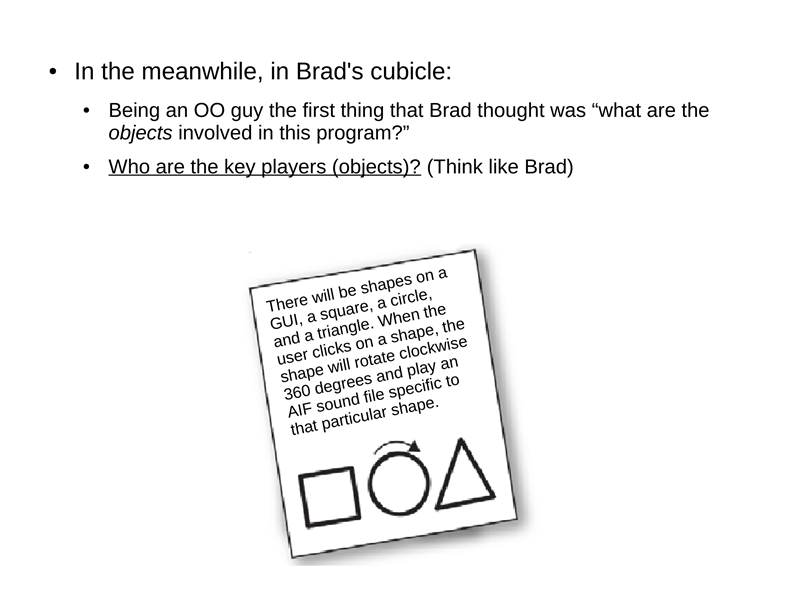 • In the meanwhile, in Brad's cubicle:
• Being an OO guy the first thing that Brad thought was “what are the
objects involved in this program?”
• Who are the key players (objects)? (Think like Brad)
There will be shapes on a
GUI, a square, a circle,
and a triangle. When the
user clicks on a shape, the
shape will rotate clockwise
360 degrees and play an
AIF sound file specific to
that particular shape.